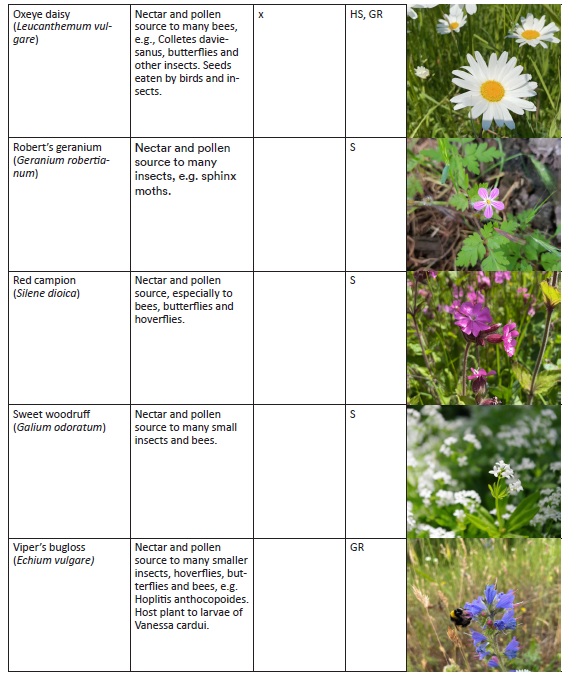 Oxeye daisy
(Leucanthemum vul-
gare)
Nectar and pollen
source to many bees,
e.g., Colletes davie-
sanus, butterflies and
other insects. Seeds
eaten by birds and in-
sects.
x
HS, GR
Robert's geranium
(Geranium robertia-
num)
Nectar and pollen
source to many
insects, e.g. sphinx
moths.
S
Red campion
(Silene dioica)
Nectar and pollen
source, especially to
bees, butterflies and
hoverflies.
S
Sweet woodruff
(Galium odoratum)
Nectar and pollen
source to many small
insects and bees.
S
Viper's bugloss
(Echium vulgare)
Nectar and pollen
source to many smaller
insects, hoverflies, but-
terflies and bees, e.g.
Hoplitis anthocopoides.
Host plant to larvae of
Vanessa cardui.
GR